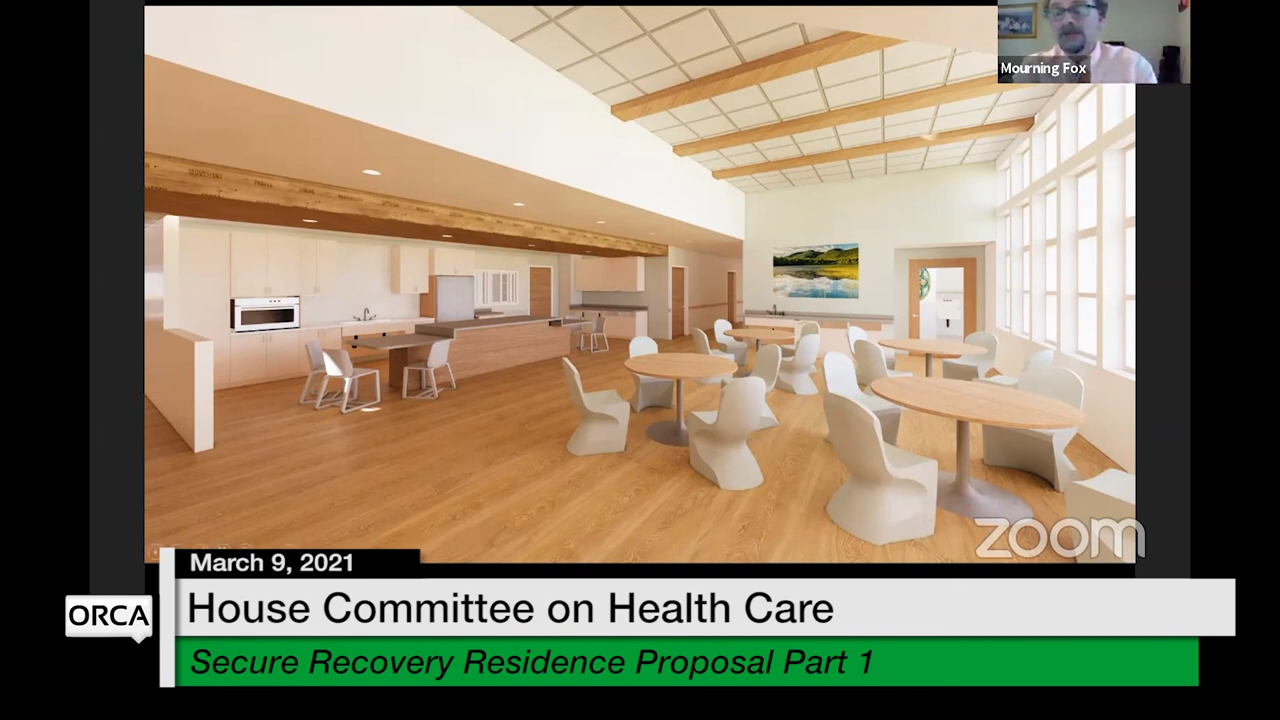 Mourning Fox
zoom
March 9, 2021
ORCA
House Committee on Health Care
Secure Recovery Residence Proposal Part 1